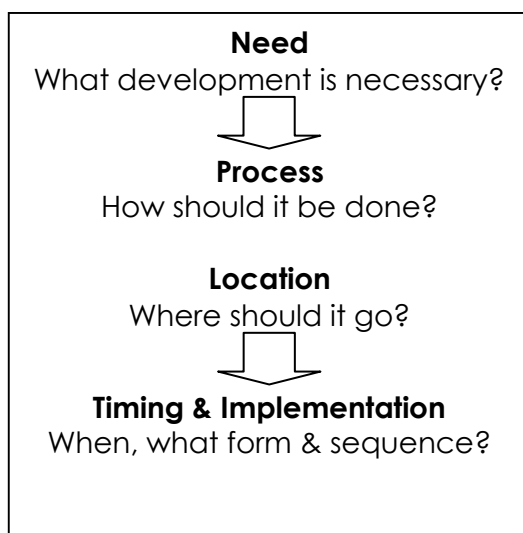 Need
What development is necessary?
Process
How should it be done?
Location
Where should it go?
Timing & Implementation
When, what form & sequence?